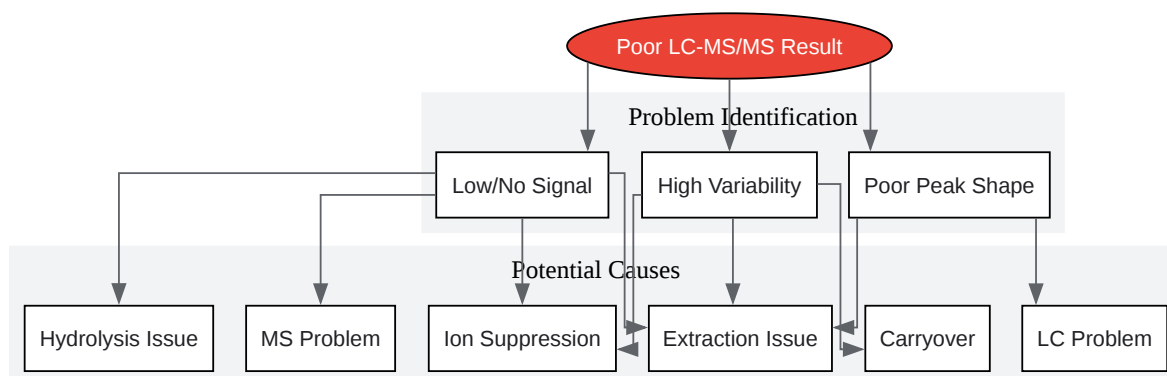 Poor LC-MS/MS Result
Problem Identification
Low/No Signal
High Variability
Poor Peak Shape
Potential Causes
Hydrolysis Issue
MS Problem
Ion Suppression
Extraction Issue
Carryover
LC Problem